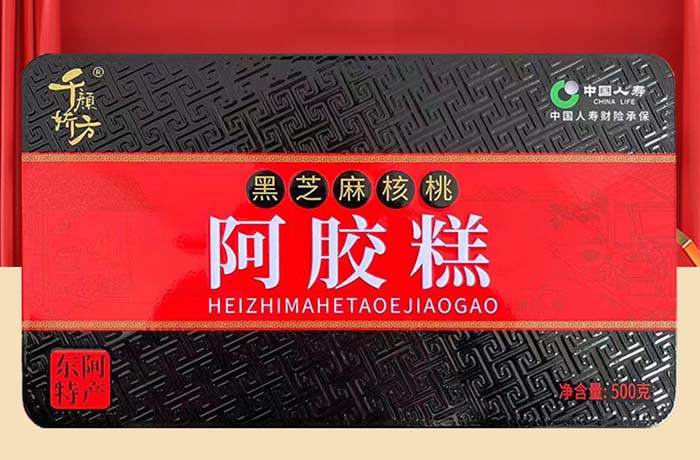 千颜娇方®
中国人寿
CHINA LIFE
中国人寿财险承保
黑芝麻核桃
阿胶糕
HEIZHIMAHETAOEJIAOGAO
东阿
特产
净含量:500克